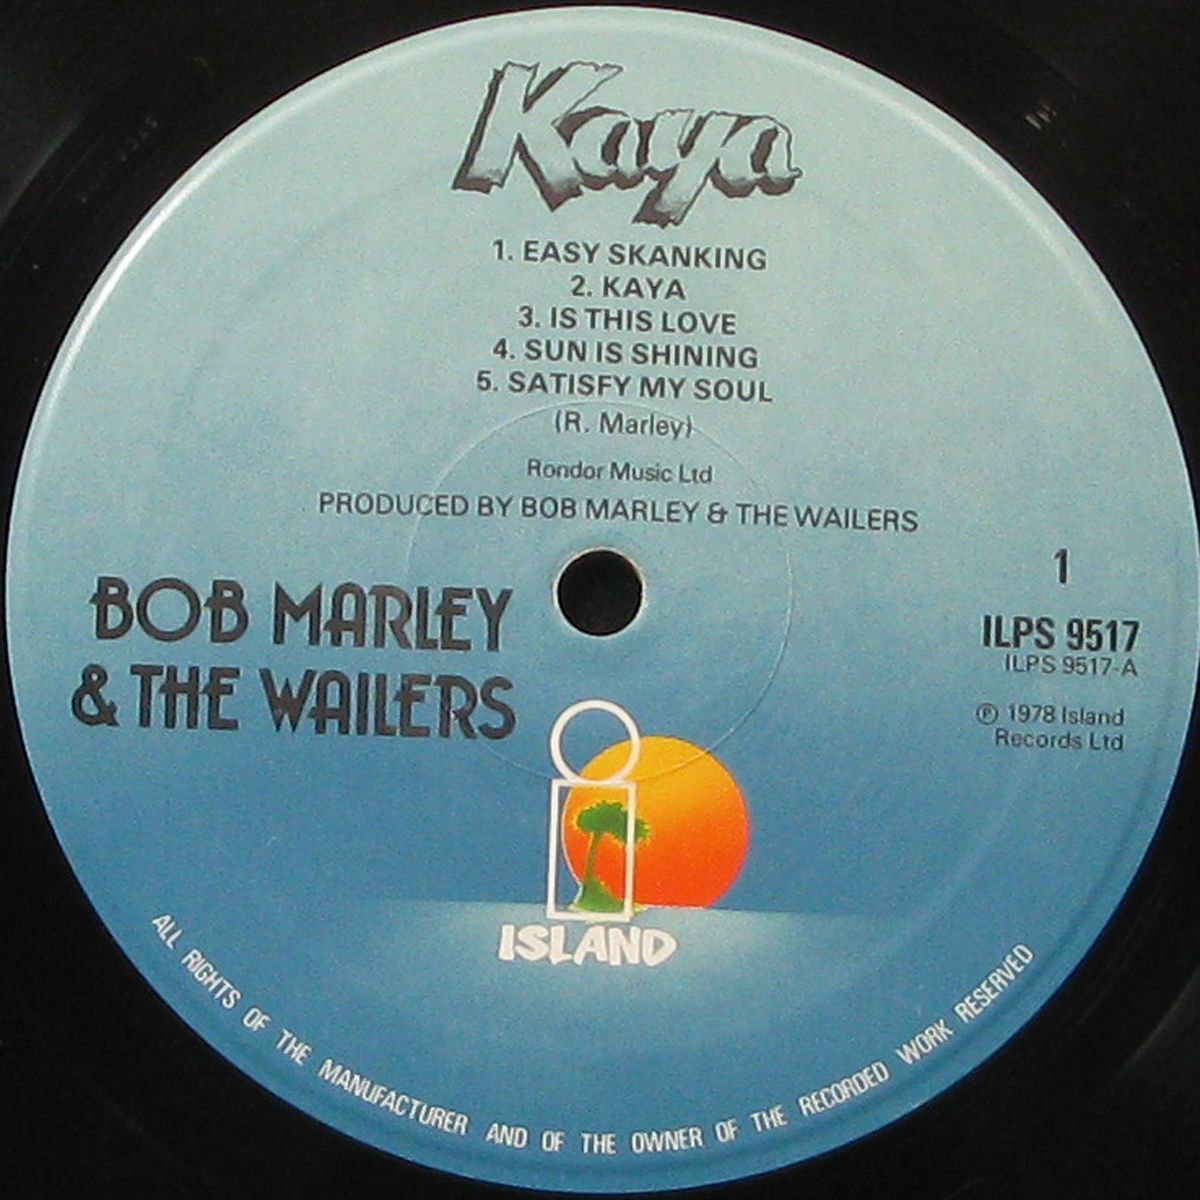 Kaya
1. EASY SKANKING
2. KAYA
3. IS THIS LOVE
4. SUN IS SHINING
5. SATISFY MY SOUL
(R. Marley)
Rondor Music Ltd
PRODUCED BY BOB MARLEY & THE WAILERS
BOB MARLEY
& THE WAILERS
1
ILPS 9517
ILPS 9517-A
℗ 1978 Island
Records Ltd
ISLAND
ALL RIGHTS OF THE MANUFACTURER AND OF THE OWNER OF THE RECORDED WORK RESERVED